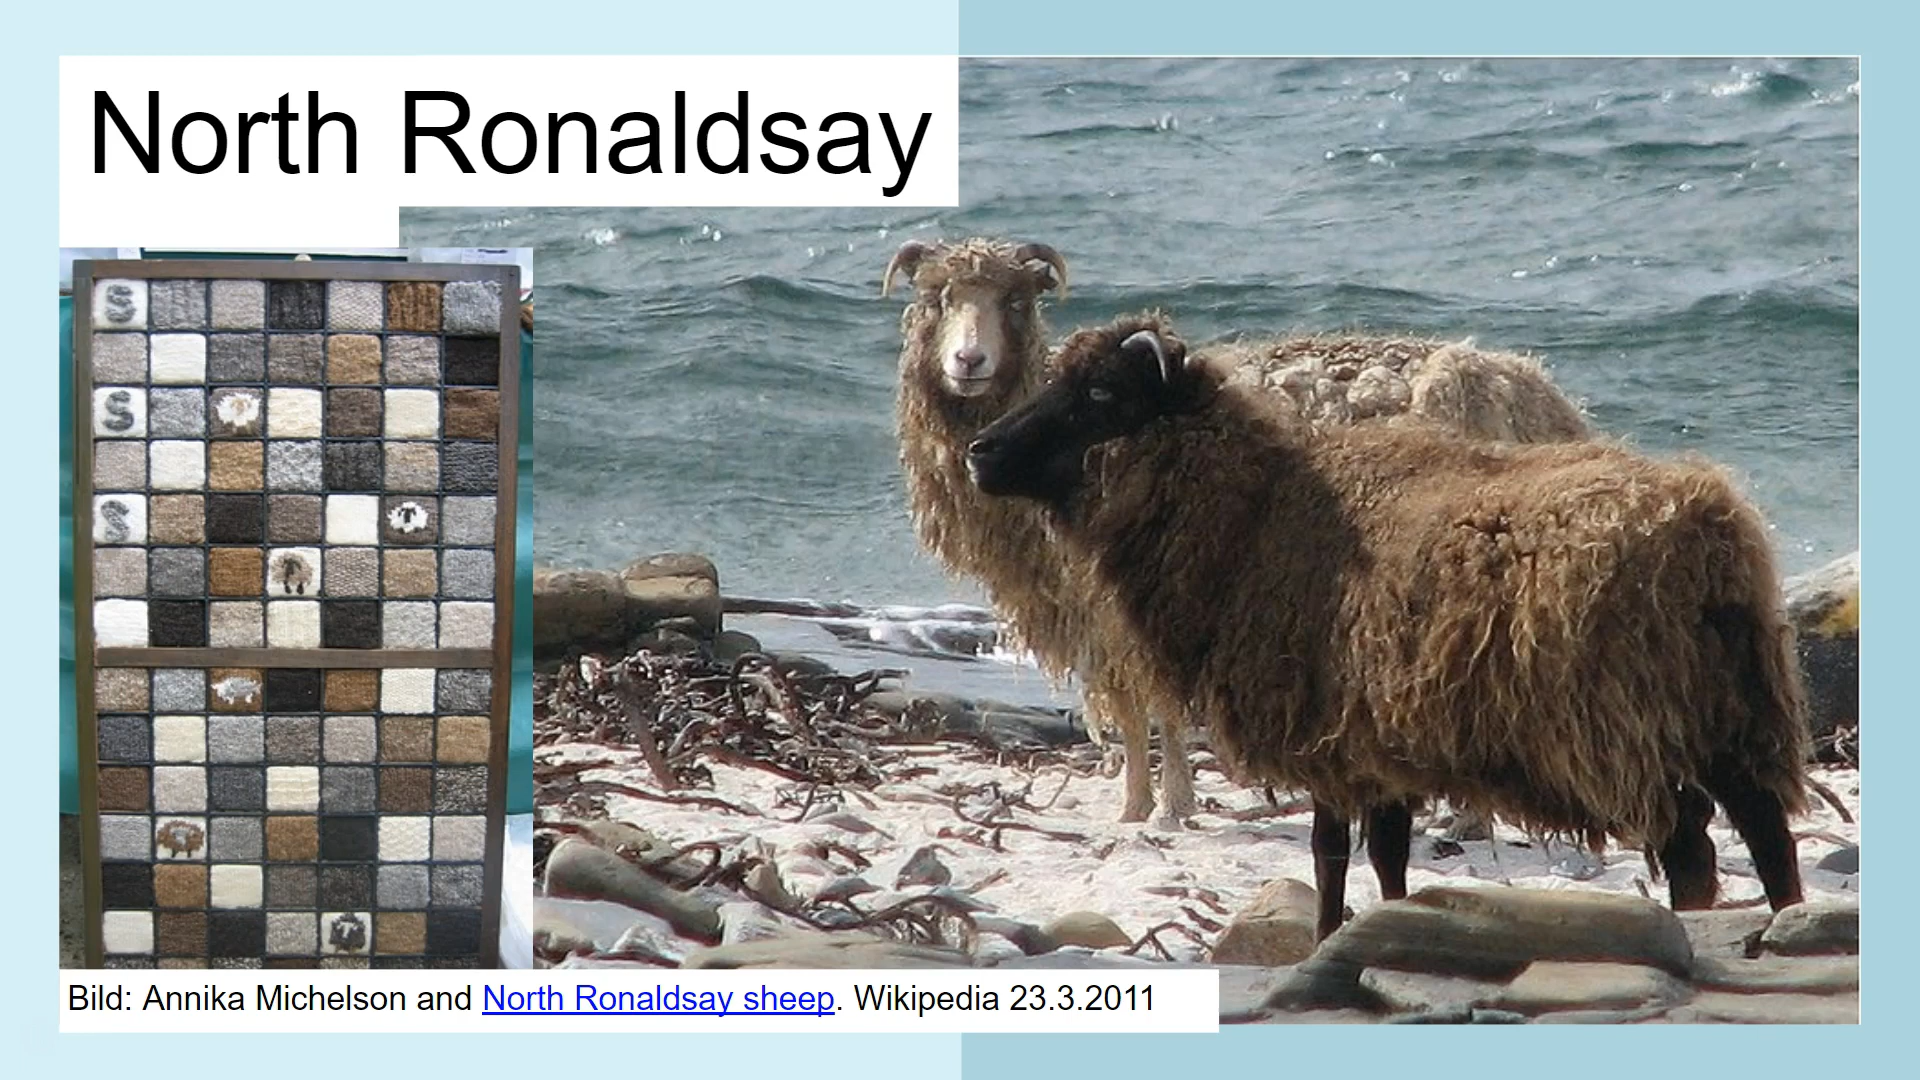 North Ronaldsay
S
S
S
Bild: Annika Michelson and North Ronaldsay sheep. Wikipedia 23.3.2011